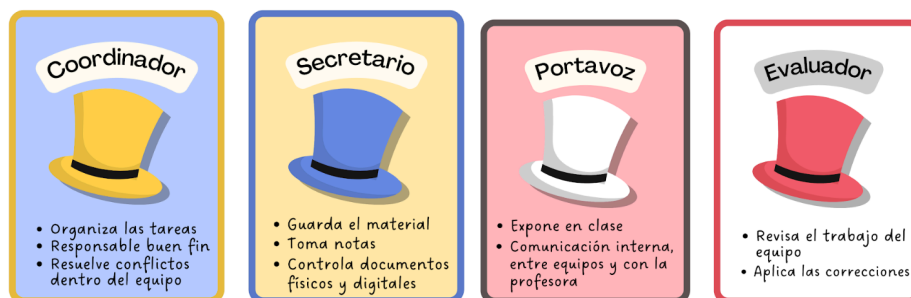 Coordinador
• Organiza las tareas
• Responsable buen fin
• Resuelve conflictos
dentro del equipo
Secretario
• Guarda el material
• Toma notas
• Controla documentos
físicos y digitales
Portavoz
• Expone en clase
• Comunicación interna,
entre equipos y con la
profesora
Evaluador
• Revisa el trabajo del
equipo
• Aplica las correcciones